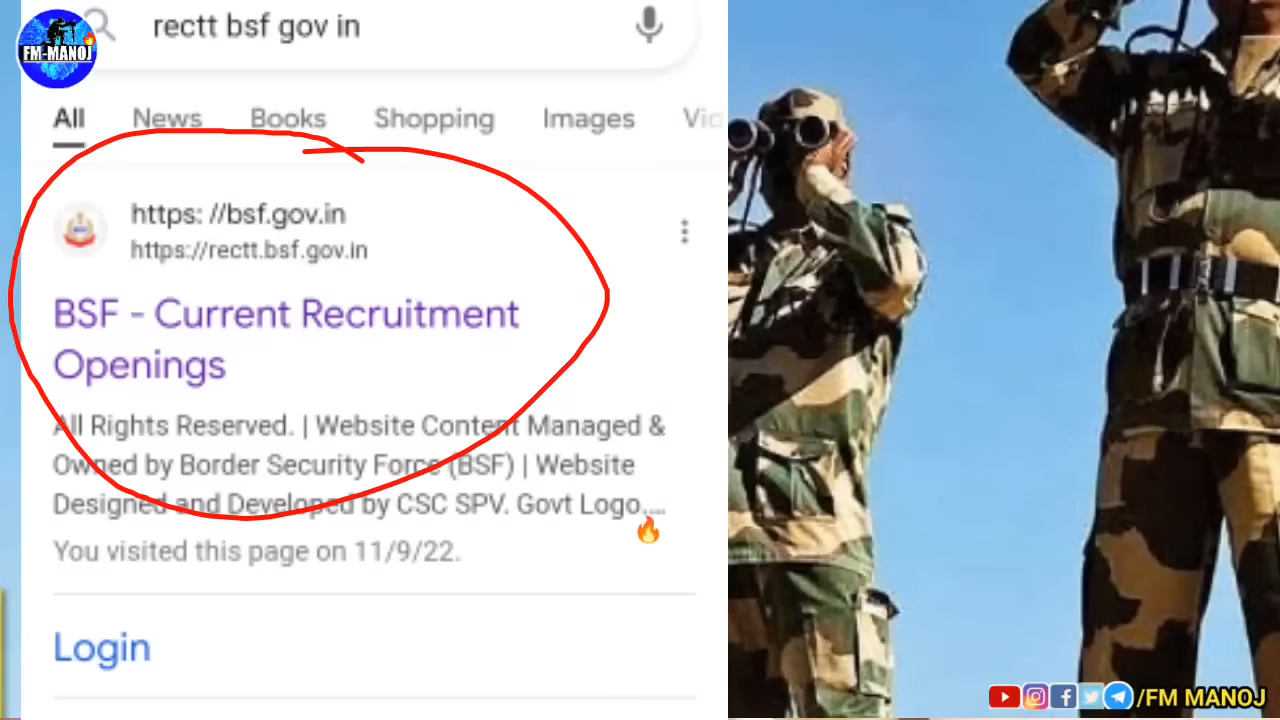 FM-MANOJ
rectt bsf gov in
All News Books Shopping Images Vid
https: //bsf.gov.in
https://rectt.bsf.gov.in
BSF - Current Recruitment
Openings
All Rights Reserved. | Website Content Managed &
Owned by Border Security Force (BSF) | Website
Designed and Developed by CSC SPV. Govt Logo....
You visited this page on 11/9/22.
Login
/FM MANOJ